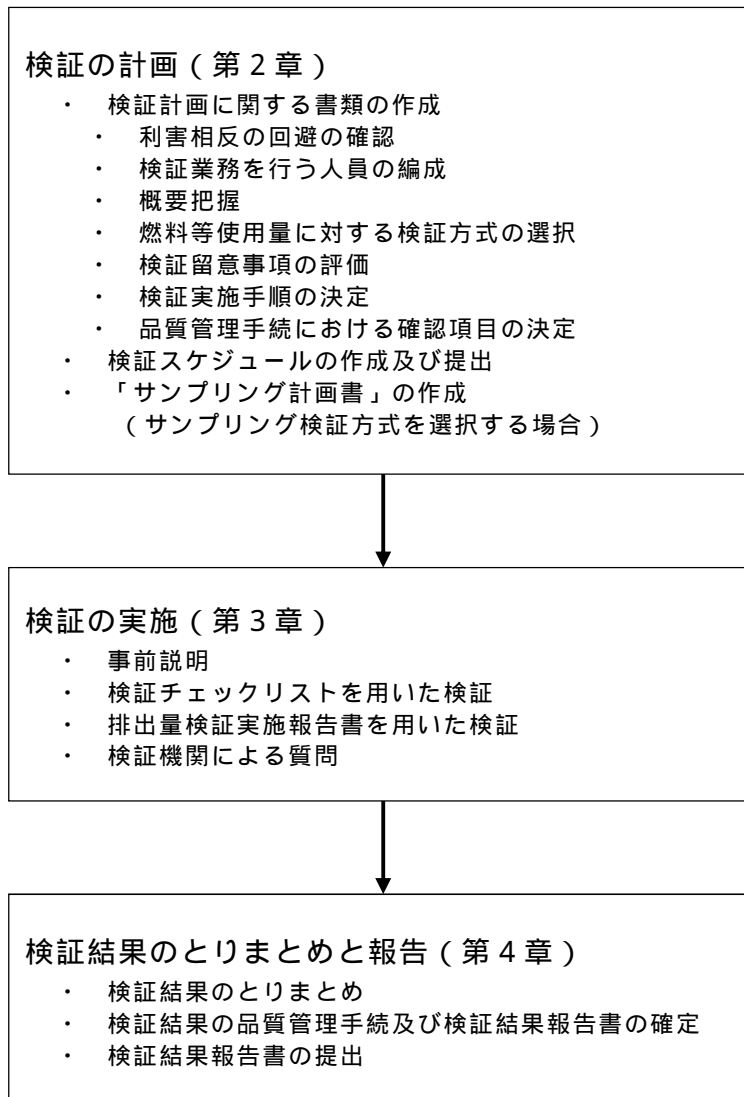 検証の計画（第２章）
・ 検証計画に関する書類の作成
・ 利害相反の回避の確認
・ 検証業務を行う人員の編成
・ 概要把握
・ 燃料等使用量に対する検証方式の選択
・ 検証留意事項の評価
・ 検証実施手順の決定
・ 品質管理手続における確認項目の決定
・ 検証スケジュールの作成及び提出
・ 「サンプリング計画書」の作成
（サンプリング検証方式を選択する場合）
検証の実施（第３章）
・ 事前説明
・ 検証チェックリストを用いた検証
・ 排出量検証実施報告書を用いた検証
・ 検証機関による質問
検証結果のとりまとめと報告（第４章）
・ 検証結果のとりまとめ
・ 検証結果の品質管理手続及び検証結果報告書の確定
・ 検証結果報告書の提出